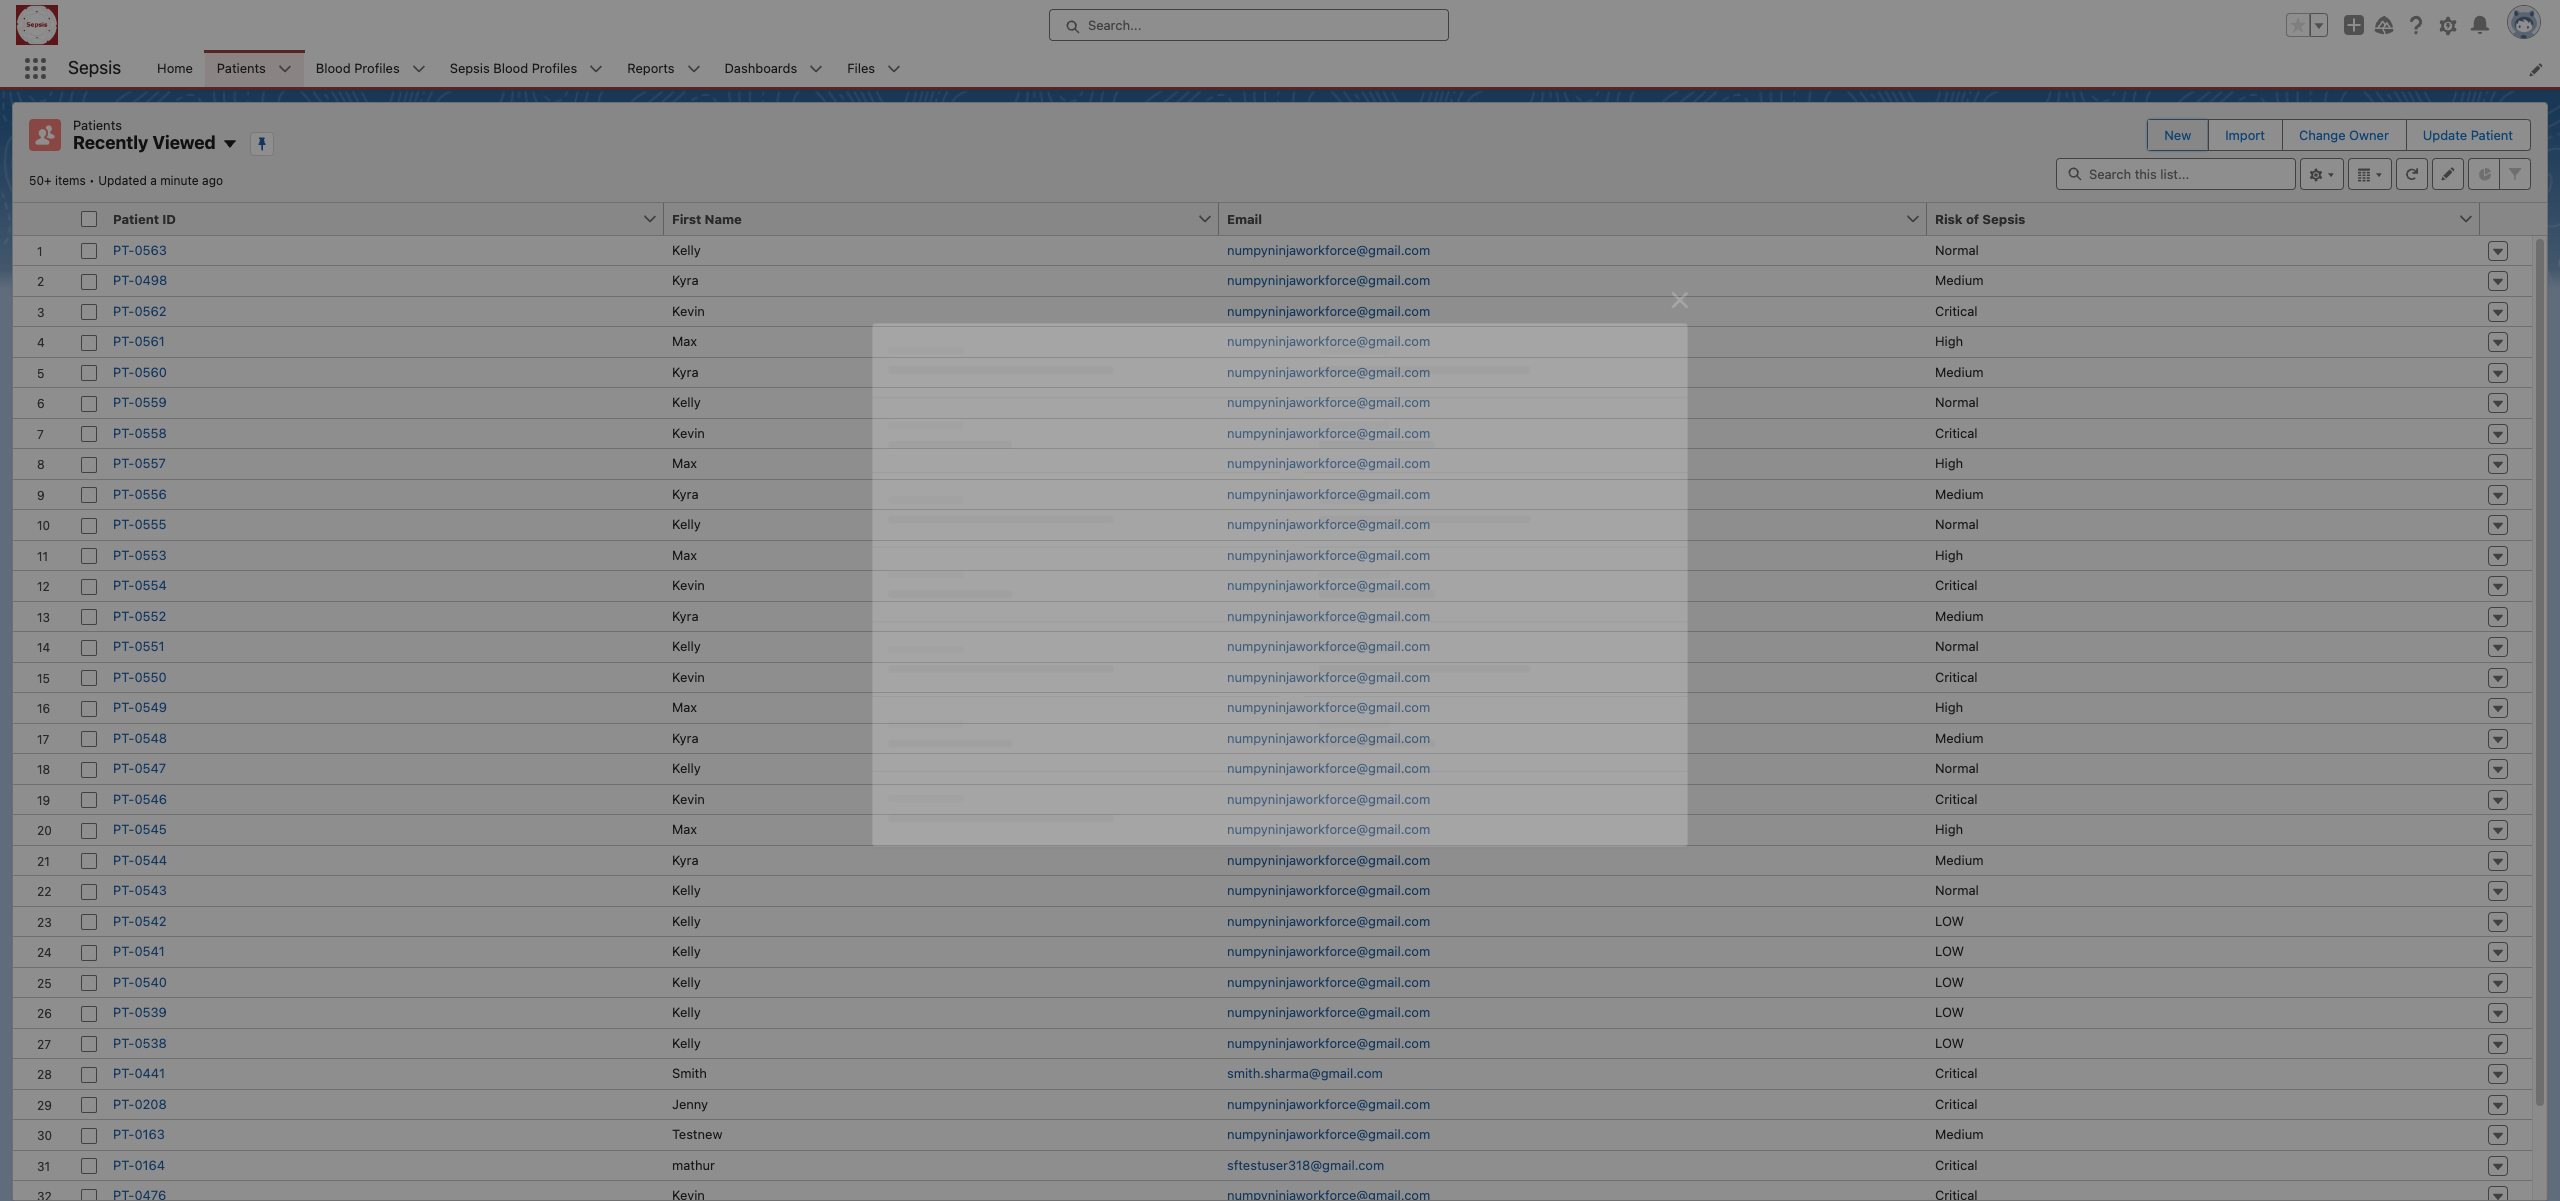 Sepsis
Search...
Sepsis
Home
Patients
Blood Profiles
Sepsis Blood Profiles
Reports
Dashboards
Files
Patients
Recently Viewed
New
Import
Change Owner
Update Patient
50+ items • Updated a minute ago
Search this list...
Patient ID First Name Email Risk of Sepsis
1 PT-0563 Kelly numpyninjaworkforce@gmail.com Normal
2 PT-0498 Kyra numpyninjaworkforce@gmail.com Medium
3 PT-0562 Kevin numpyninjaworkforce@gmail.com Critical
4 PT-0561 Max numpyninjaworkforce@gmail.com High
5 PT-0560 Kyra numpyninjaworkforce@gmail.com Medium
6 PT-0559 Kelly numpyninjaworkforce@gmail.com Normal
7 PT-0558 Kevin numpyninjaworkforce@gmail.com Critical
8 PT-0557 Max numpyninjaworkforce@gmail.com High
9 PT-0556 Kyra numpyninjaworkforce@gmail.com Medium
10 PT-0555 Kelly numpyninjaworkforce@gmail.com Normal
11 PT-0553 Max numpyninjaworkforce@gmail.com High
12 PT-0554 Kevin numpyninjaworkforce@gmail.com Critical
13 PT-0552 Kyra numpyninjaworkforce@gmail.com Medium
14 PT-0551 Kelly numpyninjaworkforce@gmail.com Normal
15 PT-0550 Kevin numpyninjaworkforce@gmail.com Critical
16 PT-0549 Max numpyninjaworkforce@gmail.com High
17 PT-0548 Kyra numpyninjaworkforce@gmail.com Medium
18 PT-0547 Kelly numpyninjaworkforce@gmail.com Normal
19 PT-0546 Kevin numpyninjaworkforce@gmail.com Critical
20 PT-0545 Max numpyninjaworkforce@gmail.com High
21 PT-0544 Kyra numpyninjaworkforce@gmail.com Medium
22 PT-0543 Kelly numpyninjaworkforce@gmail.com Normal
23 PT-0542 Kelly numpyninjaworkforce@gmail.com LOW
24 PT-0541 Kelly numpyninjaworkforce@gmail.com LOW
25 PT-0540 Kelly numpyninjaworkforce@gmail.com LOW
26 PT-0539 Kelly numpyninjaworkforce@gmail.com LOW
27 PT-0538 Kelly numpyninjaworkforce@gmail.com LOW
28 PT-0441 Smith smith.sharma@gmail.com Critical
29 PT-0208 Jenny numpyninjaworkforce@gmail.com Critical
30 PT-0163 Testnew numpyninjaworkforce@gmail.com Medium
31 PT-0164 mathur sftestuser318@gmail.com Critical
32 PT-0476 Kevin numpyninjaworkforce@gmail.com Critical